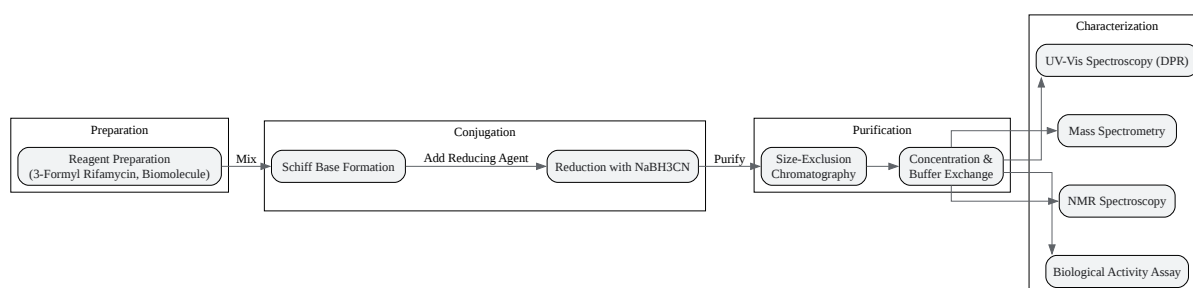 Preparation
Reagent Preparation
(3-Formyl Rifamycin, Biomolecule)
Mix
Conjugation
Schiff Base Formation
Add Reducing Agent
Reduction with NaBH3CN
Purify
Purification
Size-Exclusion
Chromatography
Concentration &
Buffer Exchange
Characterization
UV-Vis Spectroscopy (DPR)
Mass Spectrometry
NMR Spectroscopy
Biological Activity Assay